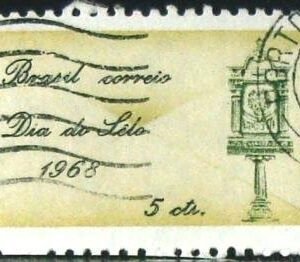 Brasil correio
Dia do Sêlo
1968
5 cts.